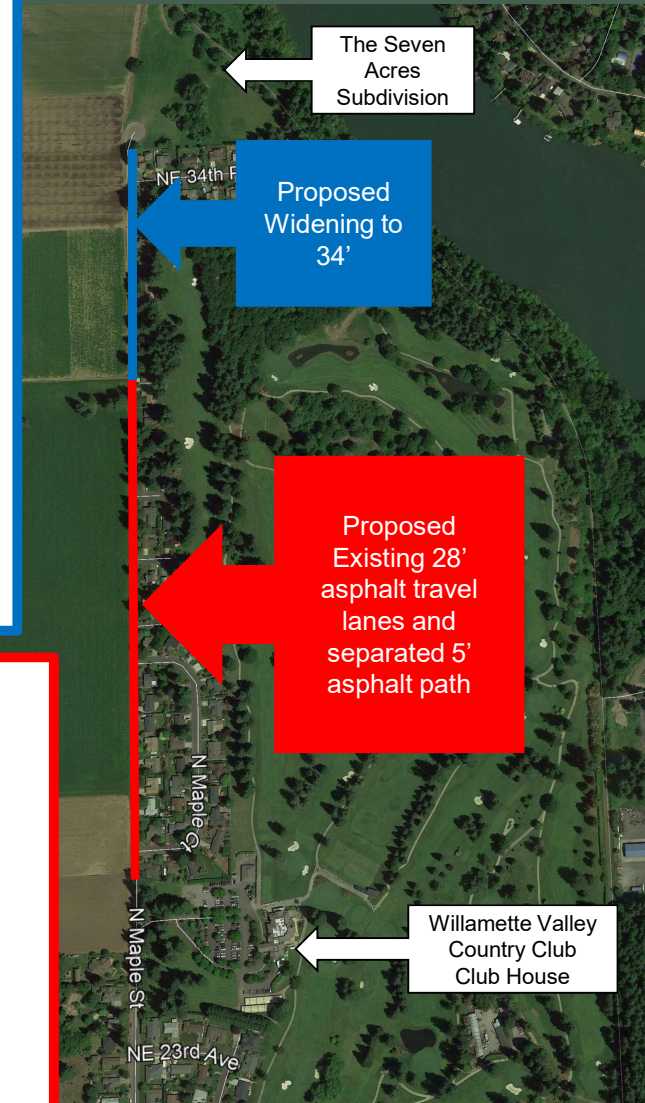 The Seven
Acres
Subdivision
NE 34th
Proposed
Widening to
34’
Proposed
Existing 28’
asphalt travel
lanes and
separated 5’
asphalt path
N Maple Ct
Willamette Valley
Country Club
Club House
N Maple St
NE 23rd Ave